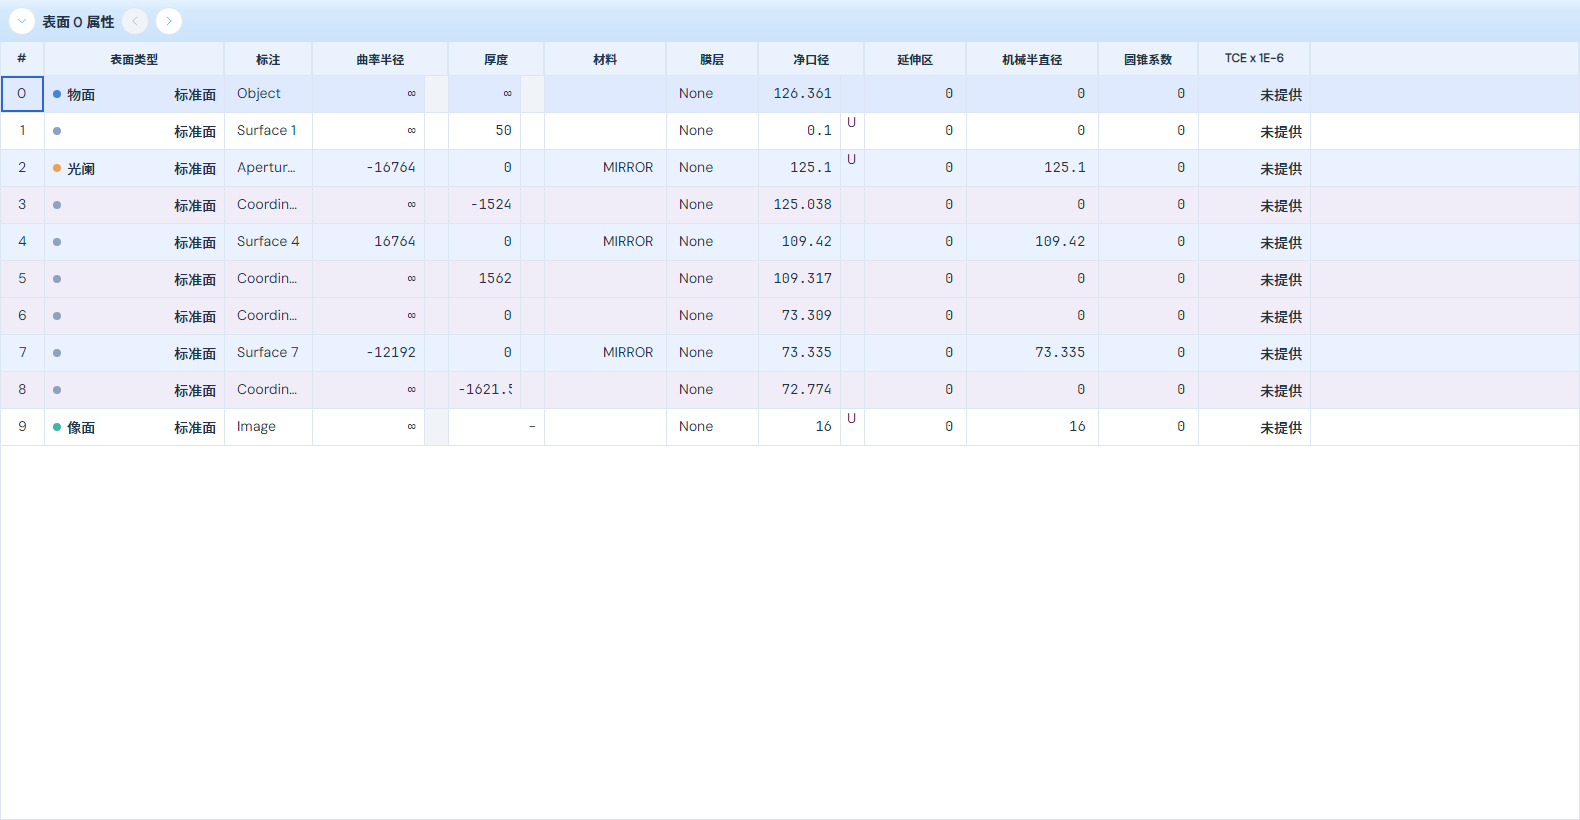 表面 0 属性
# 表面类型 标注 曲率半径 厚度 材料 膜层 净口径 延伸区 机械半直径 圆锥系数 TCE x 1E-6
0 物面 标准面 Object ∞ ∞ None 126.361 0 0 0 未提供
1 标准面 Surface 1 ∞ 50 None 0.1 U 0 0 0 未提供
2 光阑 标准面 Apertur... -16764 0 MIRROR None 125.1 U 0 125.1 0 未提供
3 标准面 Coordin... ∞ -1524 None 125.038 0 0 0 未提供
4 标准面 Surface 4 16764 0 MIRROR None 109.42 0 109.42 0 未提供
5 标准面 Coordin... ∞ 1562 None 109.317 0 0 0 未提供
6 标准面 Coordin... ∞ 0 None 73.309 0 0 0 未提供
7 标准面 Surface 7 -12192 0 MIRROR None 73.335 0 73.335 0 未提供
8 标准面 Coordin... ∞ -1621.5 None 72.774 0 0 0 未提供
9 像面 标准面 Image ∞ - None 16 U 0 16 0 未提供